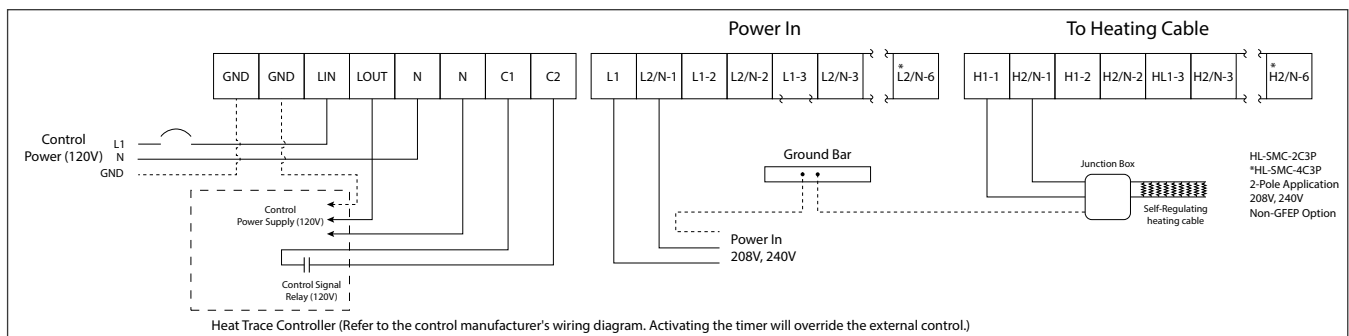 Power In
To Heating Cable
GND GND LIN LOUT N N C1 C2
L1 L2/N-1 L1-2 L2/N-2 L1-3 L2/N-3 * L2/N-6
H1-1 H2/N-1 H1-2 H2/N-2 HL1-3 H2/N-3 * H2/N-6
Control
Power (120V)
L1
N
GND
Control
Power Supply (120V)
Control Signal
Relay (120V)
Ground Bar
Power In
208V, 240V
Junction Box
Self-Regulating
heating cable
HL-SMC-2C3P
*HL-SMC-4C3P
2-Pole Application
208V, 240V
Non-GFEP Option
Heat Trace Controller (Refer to the control manufacturer's wiring diagram. Activating the timer will override the external control.)